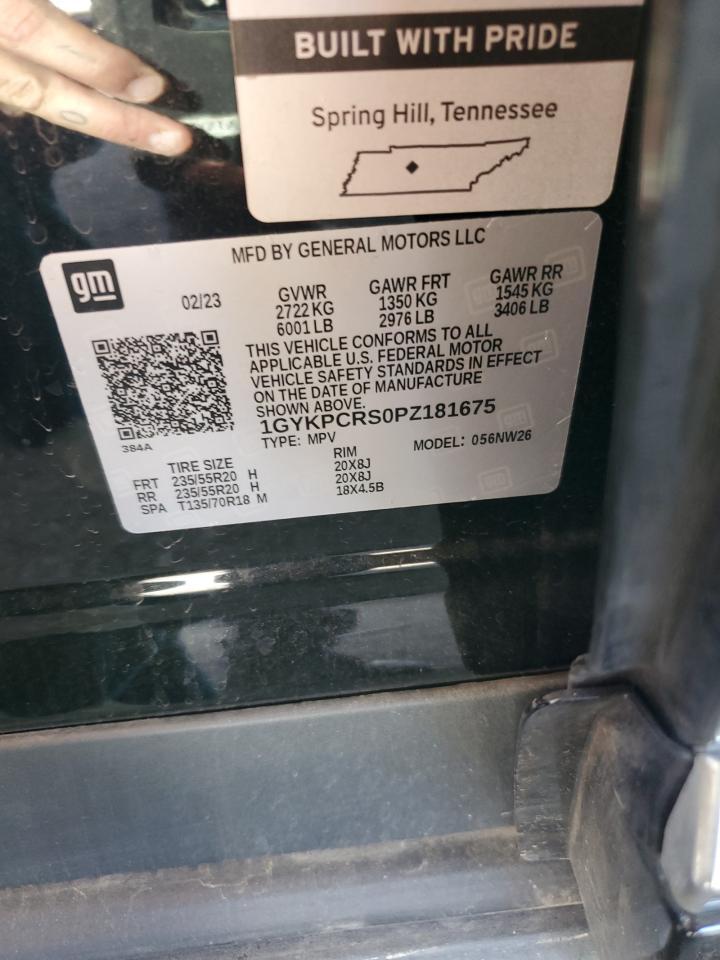 BUILT WITH PRIDE
Spring Hill, Tennessee
MFD BY GENERAL MOTORS LLC
gm
02/23
GVWR
2722 KG
6001 LB
GAWR FRT
1350 KG
2976 LB
GAWR RR
1545 KG
3406 LB
THIS VEHICLE CONFORMS TO ALL
APPLICABLE U.S. FEDERAL MOTOR
VEHICLE SAFETY STANDARDS IN EFFECT
ON THE DATE OF MANUFACTURE
SHOWN ABOVE.
1GYKPCRS0PZ181675
384A
TYPE: MPV
MODEL: 056NW26
TIRE SIZE
RIM
FRT 235/55R20 H 20X8J
RR 235/55R20 H 20X8J
SPA T135/70R18 M 18X4.5B